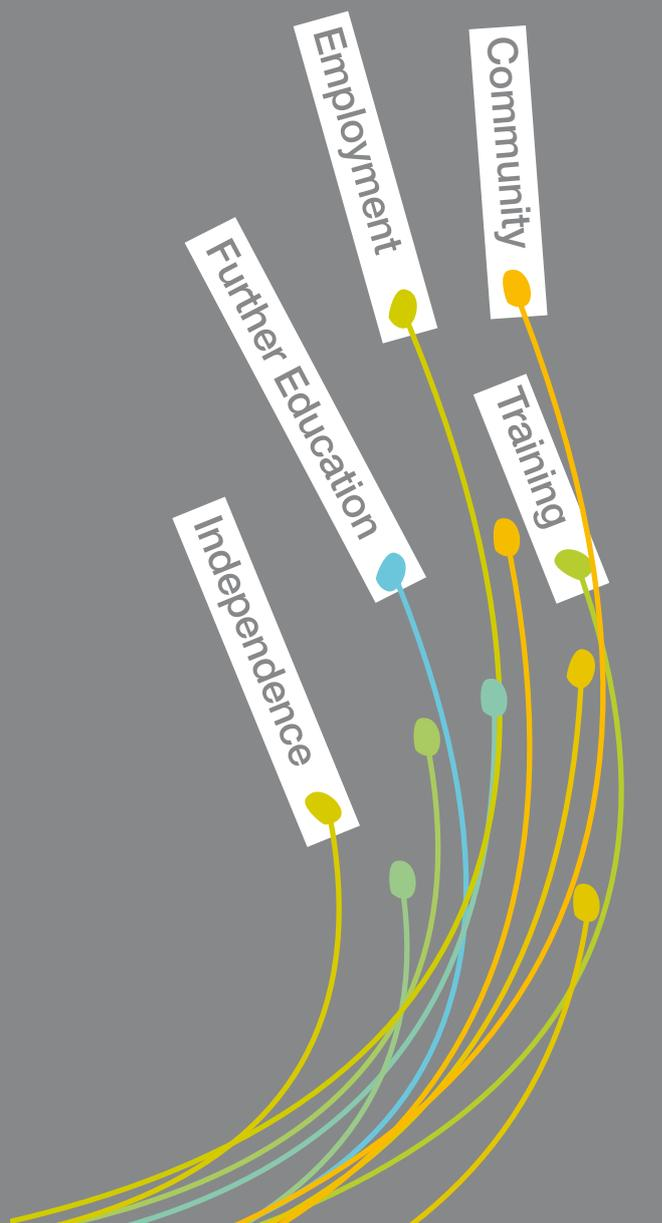 Employment
Community
Further Education
Training
Independence